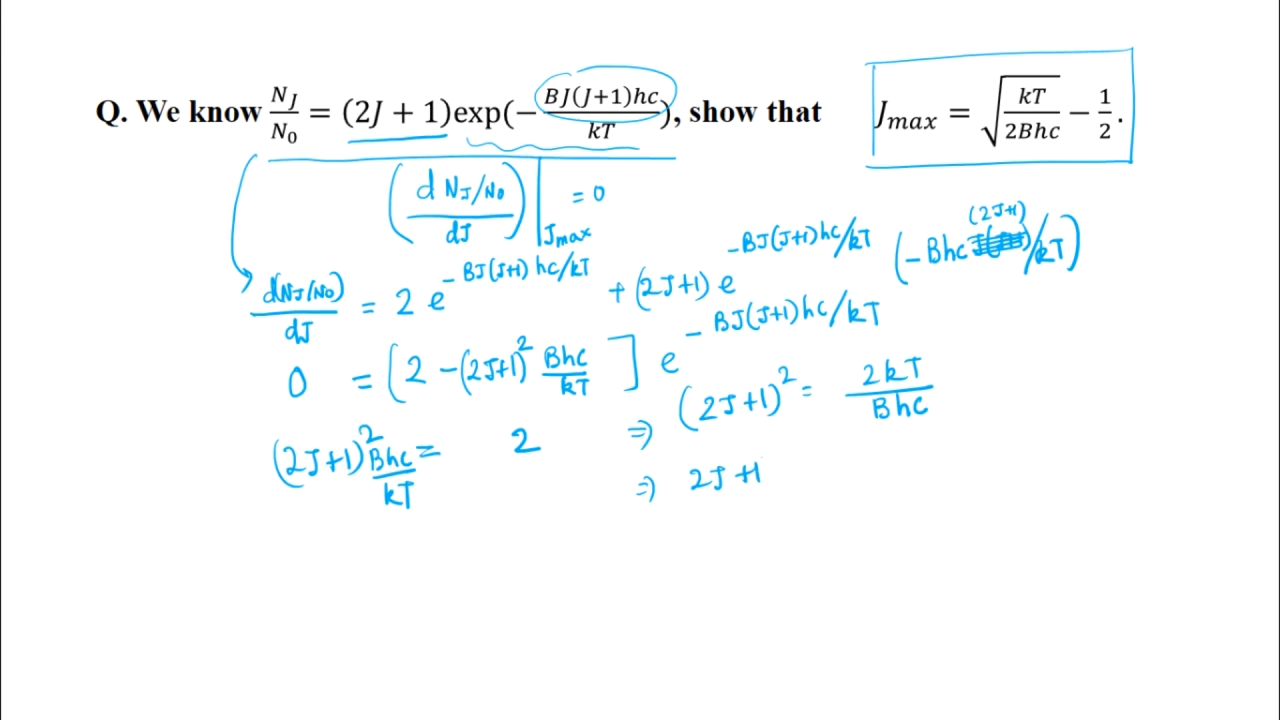 Q. We know N_J/N_0 = (2J + 1)exp(−BJ(J+1)hc/kT), show that J_max = √(kT/2Bhc) − 1/2.
(d N_J/N_0 / dJ)|_J_max = 0
d(N_J/N_0)/dJ = 2 e^(−BJ(J+1)hc/kT) + (2J+1) e^(−BJ(J+1)hc/kT) (−Bhc (2J+1)/kT)
0 = [2 − (2J+1)² Bhc/kT] e^(−BJ(J+1)hc/kT)
(2J+1)² Bhc/kT = 2 ⇒ (2J+1)² = 2kT/Bhc
⇒ 2J+1